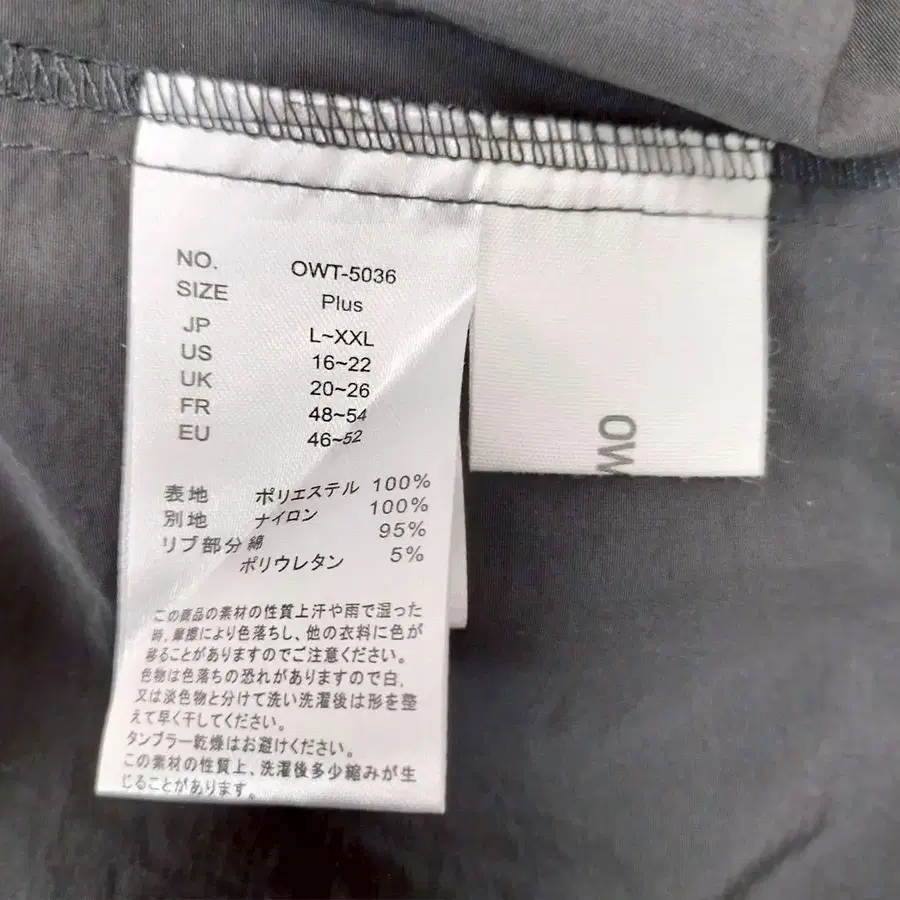 NO. OWT-5036
SIZE Plus
JP L~XXL
US 16~22
UK 20~26
FR 48~54
EU 46~52
表地 ポリエステル 100%
別地 ナイロン 100%
リブ部分 綿 95%
ポリウレタン 5%
この商品の素材の性質上汗や雨で湿った
時,摩擦により色落ちし、他の衣料に色が
移ることがありますのでご注意ください。
色物は色落ちの恐れがありますので白,
又は淡色物と分けて洗い洗濯後は形を整
えて早く干してください。
タンブラー乾燥はお避けください。
この素材の性質上、洗濯後多少縮みが生
じることがあります。
OW